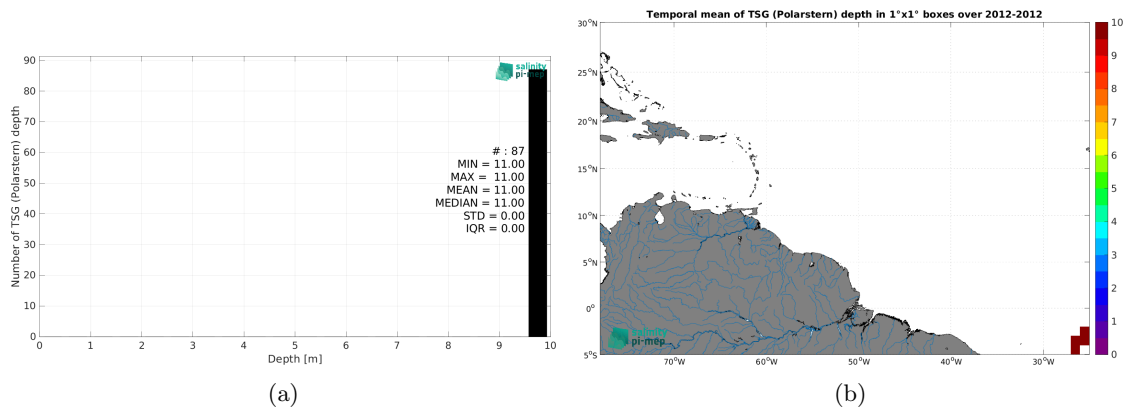 salinity
pi-mep
Number of TSG (Polarstern) depth
90
80
70
60
50
40
30
20
10
0
# : 87
MIN = 11.00
MAX = 11.00
MEAN = 11.00
MEDIAN = 11.00
STD = 0.00
IQR = 0.00
0 1 2 3 4 5 6 7 8 9 10
Depth [m]
(a)
Temporal mean of TSG (Polarstern) depth in 1°x1° boxes over 2012-2012
30°N
25°N
20°N
15°N
10°N
5°N
0°
5°S
70°W 60°W 50°W 40°W 30°W
salinity
pi-mep
10
9
8
7
6
5
4
3
2
1
0
(b)